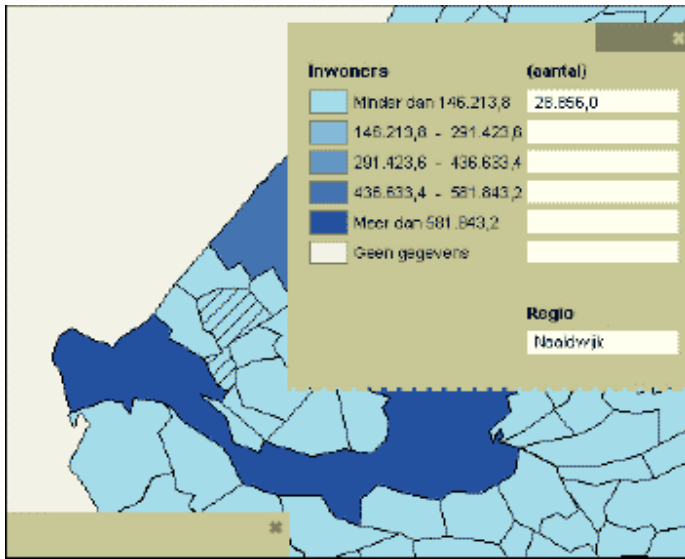 Inwoners (aantal)
Minder dan 146.213,8 28.856,0
146.213,8 - 291.423,6
291.423,6 - 436.633,4
436.633,4 - 581.843,2
Meer dan 581.843,2
Geen gegevens
Regio
Naaldwijk